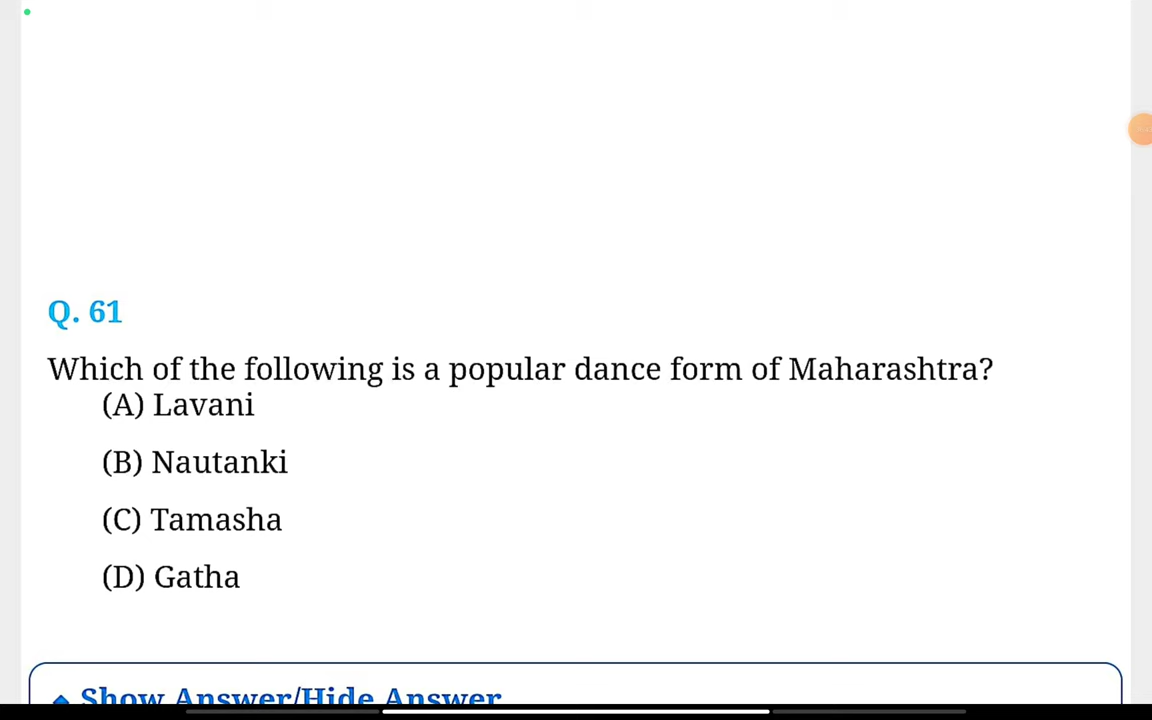 Q. 61
Which of the following is a popular dance form of Maharashtra?
(A) Lavani
(B) Nautanki
(C) Tamasha
(D) Gatha
Show Answer/Hide Answer